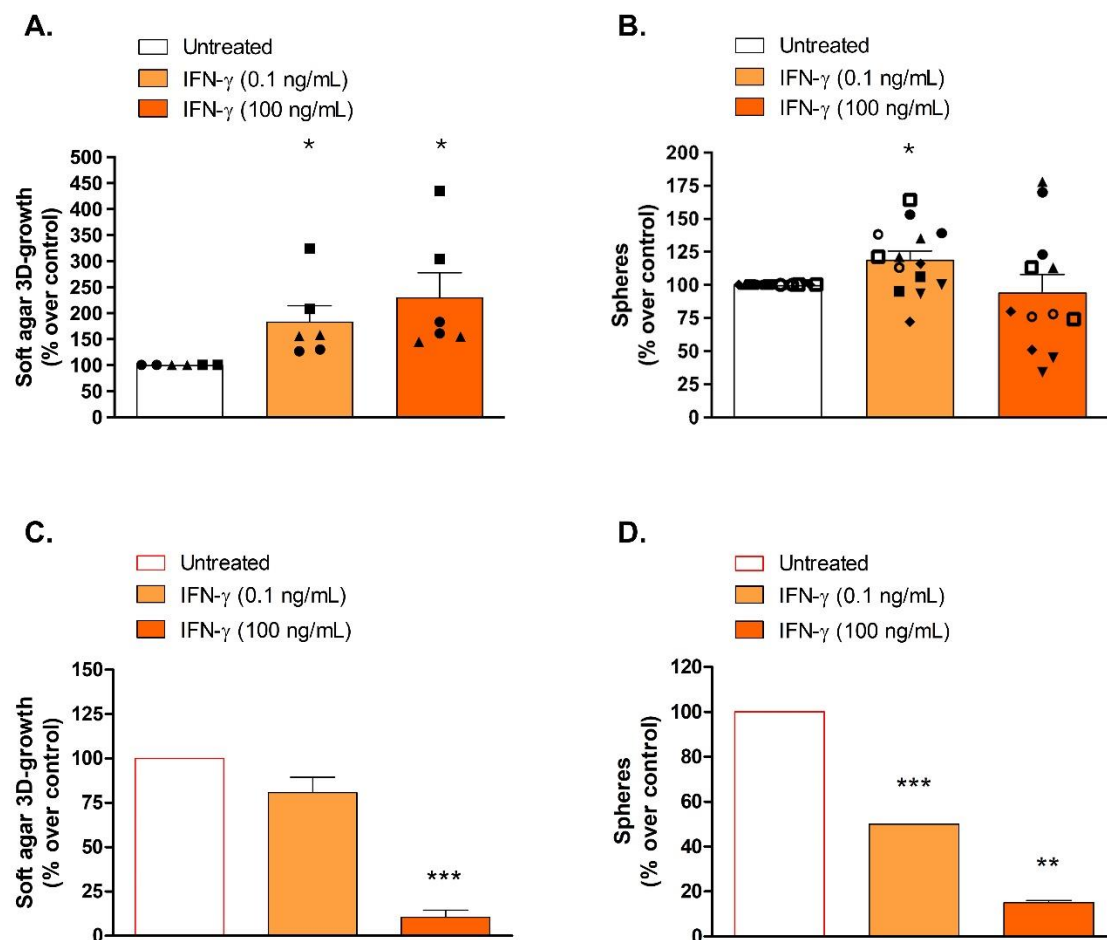 A.
Untreated
IFN-γ (0.1 ng/mL)
IFN-γ (100 ng/mL)
* *
Soft agar 3D-growth
(% over control)
500
450
400
350
300
250
200
150
100
50
0
B.
Untreated
IFN-γ (0.1 ng/mL)
IFN-γ (100 ng/mL)
*
Spheres
(% over control)
200
175
150
125
100
75
50
25
0
C.
Untreated
IFN-γ (0.1 ng/mL)
IFN-γ (100 ng/mL)
Soft agar 3D-growth
(% over control)
150
125
100
75
50
25
0
***
D.
Untreated
IFN-γ (0.1 ng/mL)
IFN-γ (100 ng/mL)
Spheres
(% over control)
120
100
80
60
40
20
0
***
**